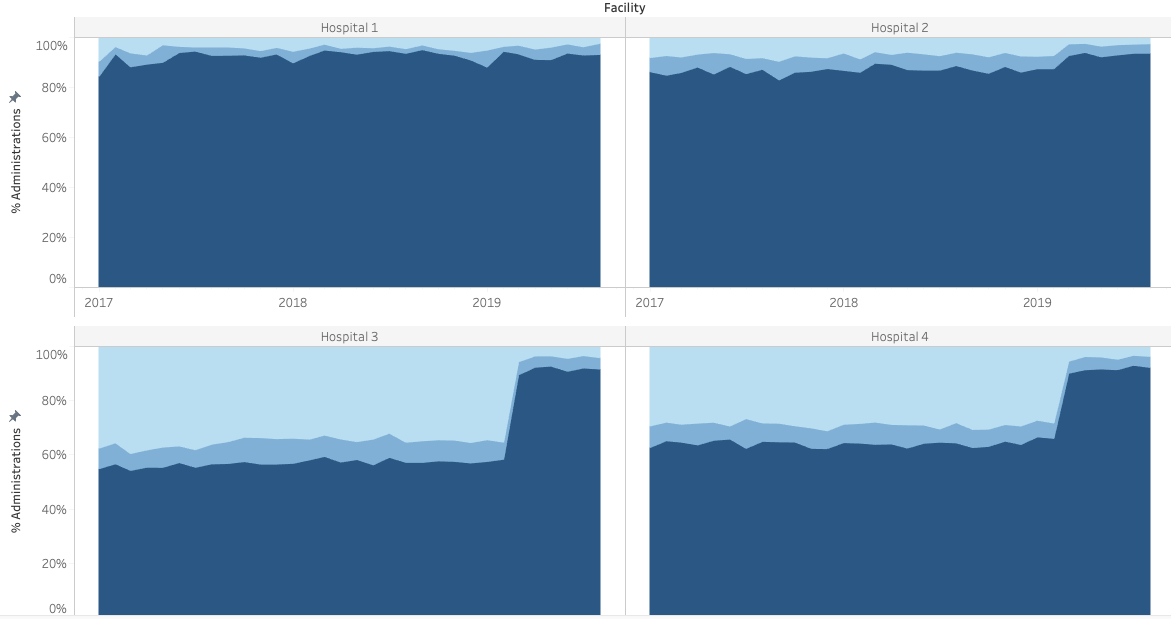 Facility
Hospital 1
Hospital 2
% Administrations
100%
80%
60%
40%
20%
0%
2017
2018
2019
2017
2018
2019
Hospital 3
Hospital 4
% Administrations
100%
80%
60%
40%
20%
0%